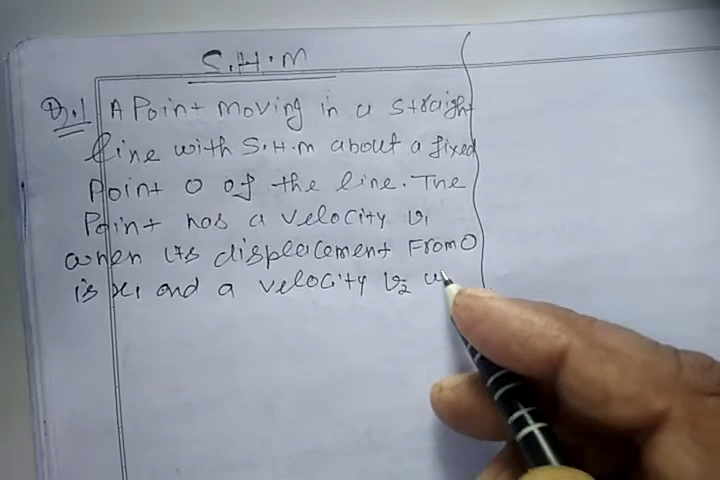 S.H.M
Q.1 A Point moving in a straight
line with S.H.M about a fixed
Point O of the line. The
Point has a velocity v₁
when its displacement From O
is x₁ and a velocity v₂ w